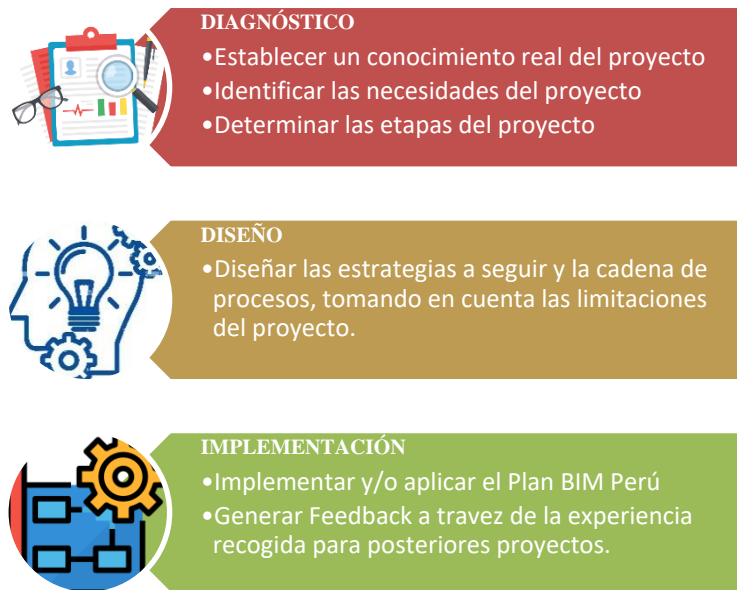 DIAGNÓSTICO
•Establecer un conocimiento real del proyecto
•Identificar las necesidades del proyecto
•Determinar las etapas del proyecto
DISEÑO
•Diseñar las estrategias a seguir y la cadena de
procesos, tomando en cuenta las limitaciones
del proyecto.
IMPLEMENTACIÓN
•Implementar y/o aplicar el Plan BIM Perú
•Generar Feedback a travez de la experiencia
recogida para posteriores proyectos.